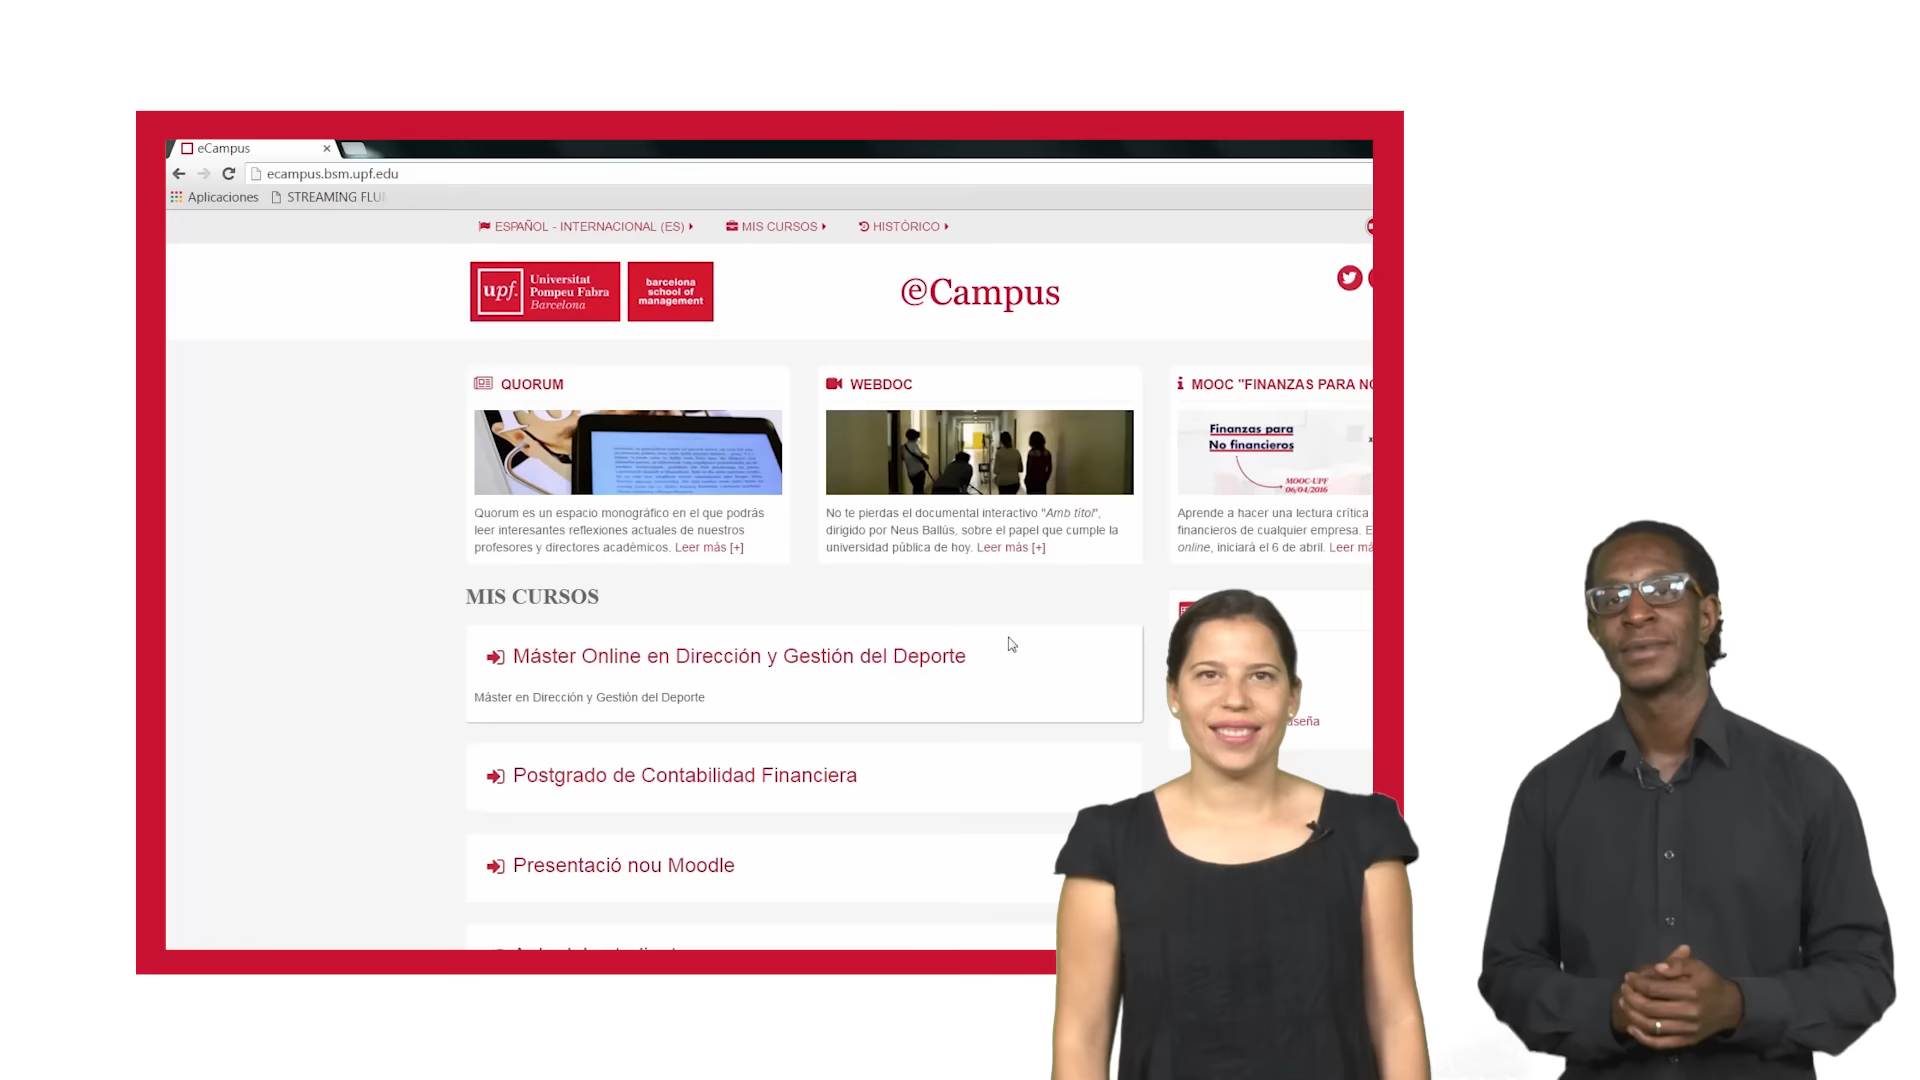 eCampus
ecampus.bsm.upf.edu
Aplicaciones
STREAMING FLU
ESPAÑOL - INTERNACIONAL (ES)
MIS CURSOS
HISTÓRICO
upf.
Universitat
Pompeu Fabra
Barcelona
barcelona
school of
management
@Campus
QUORUM
Quorum es un espacio monográfico en el que podrás
leer interesantes reflexiones actuales de nuestros
profesores y directores académicos. Leer más [+]
WEBDOC
No te pierdas el documental interactivo "Amb títol",
dirigido por Neus Ballús, sobre el papel que cumple la
universidad pública de hoy. Leer más [+]
MOOC "FINANZAS PARA NO
Finanzas para
No financieros
MOOC-UPF
06/04/2016
Aprende a hacer una lectura crítica
financieros de cualquier empresa. E
online, iniciará el 6 de abril. Leer má
MIS CURSOS
Máster Online en Dirección y Gestión del Deporte
Máster en Dirección y Gestión del Deporte
aseña
Postgrado de Contabilidad Financiera
Presentació nou Moodle